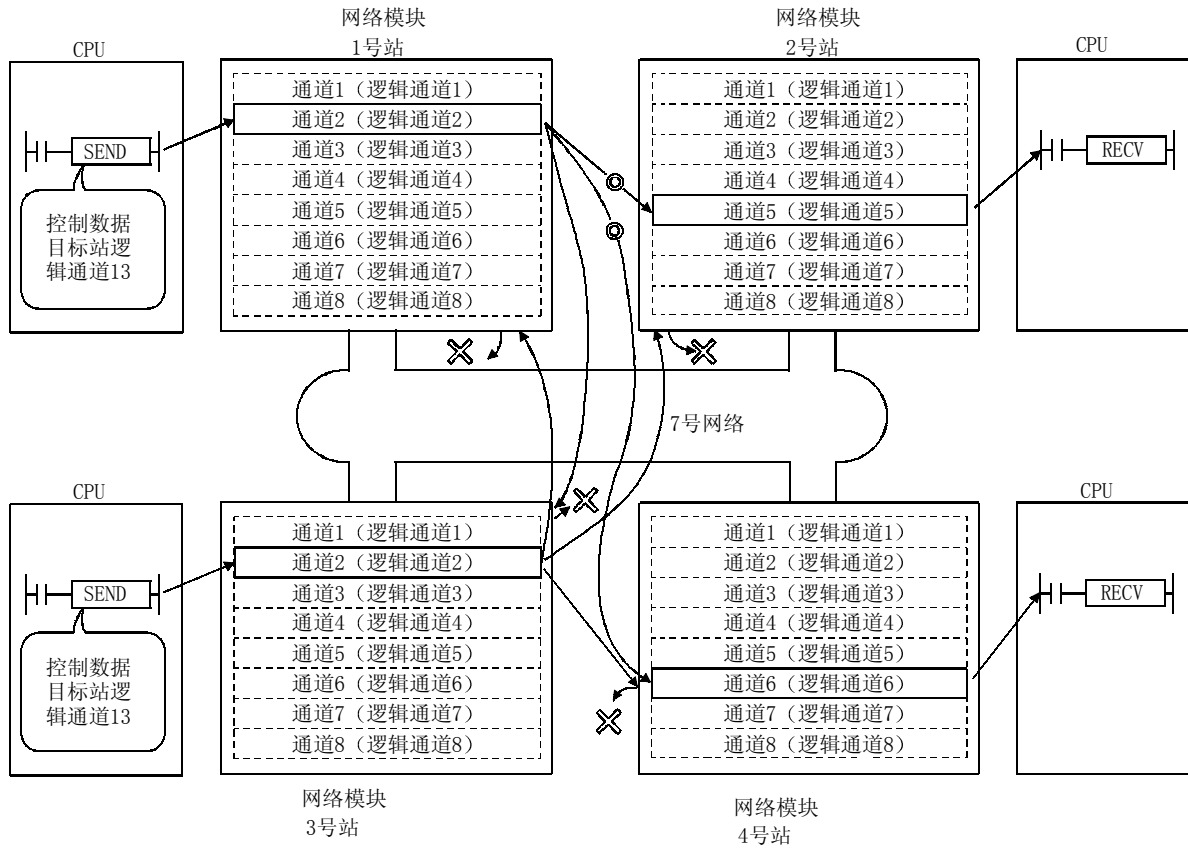 网络模块
1号站
网络模块
2号站
CPU
CPU
通道1（逻辑通道1）
通道2（逻辑通道2）
通道3（逻辑通道3）
通道4（逻辑通道4）
通道5（逻辑通道5）
通道6（逻辑通道6）
通道7（逻辑通道7）
通道8（逻辑通道8）
通道1（逻辑通道1）
通道2（逻辑通道2）
通道3（逻辑通道3）
通道4（逻辑通道4）
通道5（逻辑通道5）
通道6（逻辑通道6）
通道7（逻辑通道7）
通道8（逻辑通道8）
SEND
RECV
控制数据
目标站逻
辑通道13
7号网络
CPU
CPU
通道1（逻辑通道1）
通道2（逻辑通道2）
通道3（逻辑通道3）
通道4（逻辑通道4）
通道5（逻辑通道5）
通道6（逻辑通道6）
通道7（逻辑通道7）
通道8（逻辑通道8）
通道1（逻辑通道1）
通道2（逻辑通道2）
通道3（逻辑通道3）
通道4（逻辑通道4）
通道5（逻辑通道5）
通道6（逻辑通道6）
通道7（逻辑通道7）
通道8（逻辑通道8）
SEND
RECV
控制数据
目标站逻
辑通道13
网络模块
3号站
网络模块
4号站